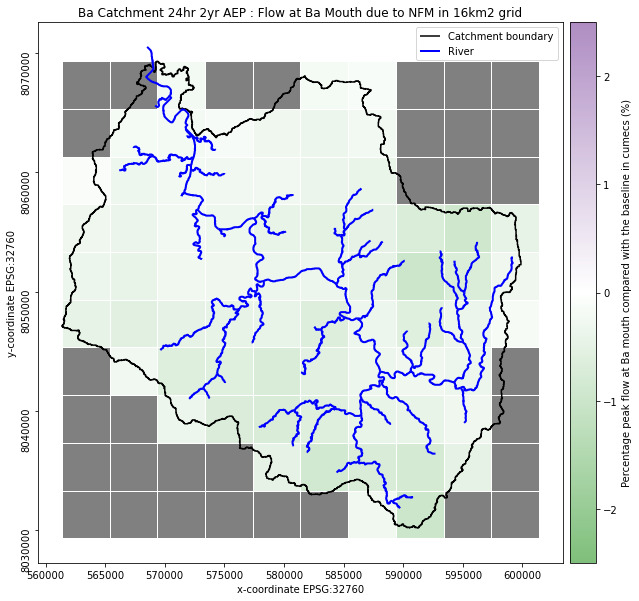 Ba Catchment 24hr 2yr AEP : Flow at Ba Mouth due to NFM in 16km2 grid
Catchment boundary
River
8070000
8060000
8050000
8040000
8030000
y-coordinate EPSG:32760
560000 565000 570000 575000 580000 585000 590000 595000 600000
x-coordinate EPSG:32760
2
1
0
−1
−2
Percentage peak flow at Ba mouth compared with the baseline in cumecs (%)